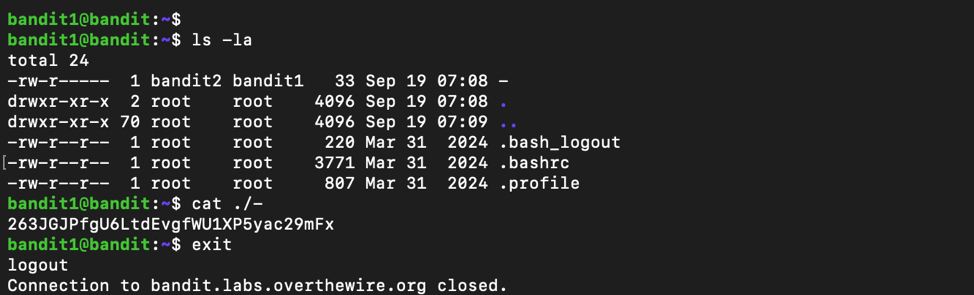 bandit1@bandit:~$
bandit1@bandit:~$ ls -la
total 24
-rw-r-----  1 bandit2 bandit1   33 Sep 19 07:08 -
drwxr-xr-x  2 root    root    4096 Sep 19 07:08 .
drwxr-xr-x 70 root    root    4096 Sep 19 07:09 ..
-rw-r--r--  1 root    root     220 Mar 31  2024 .bash_logout
[-rw-r--r--  1 root    root    3771 Mar 31  2024 .bashrc
-rw-r--r--  1 root    root     807 Mar 31  2024 .profile
bandit1@bandit:~$ cat ./-
263JGJPfgU6LtdEvgfWU1XP5yac29mFx
bandit1@bandit:~$ exit
logout
Connection to bandit.labs.overthewire.org closed.